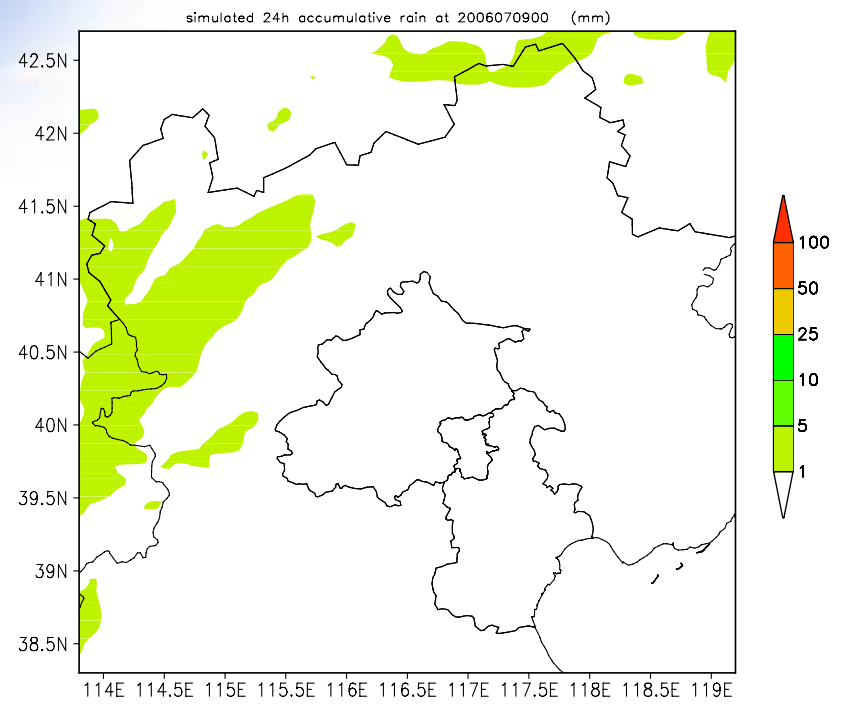 simulated 24h accumulative rain at 2006070900 (mm)
42.5N
42N
41.5N
41N
40.5N
40N
39.5N
39N
38.5N
114E 114.5E 115E 115.5E 116E 116.5E 117E 117.5E 118E 118.5E 119E
100
50
25
10
5
1